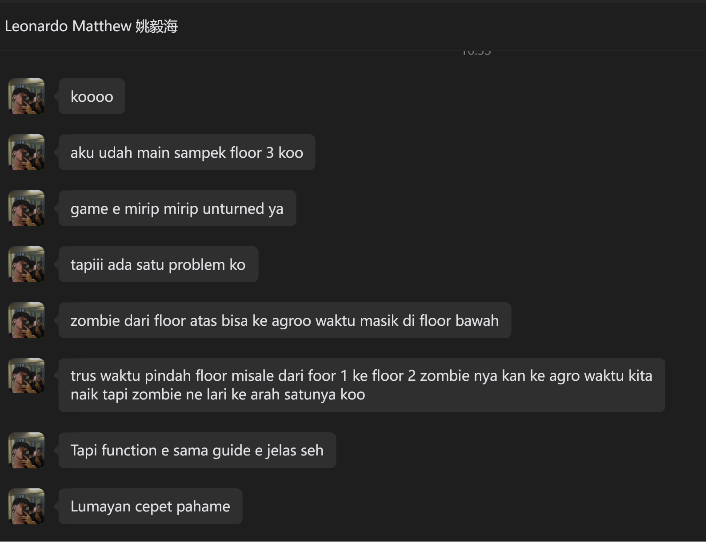 Leonardo Matthew 姚毅海
koooo
aku udah main sampek floor 3 koo
game e mirip mirip unturned ya
tapiii ada satu problem ko
zombie dari floor atas bisa ke agroo waktu masik di floor bawah
trus waktu pindah floor misale dari foor 1 ke floor 2 zombie nya kan ke agro waktu kita
naik tapi zombie ne lari ke arah satunya koo
Tapi function e sama guide e jelas seh
Lumayan cepet pahame